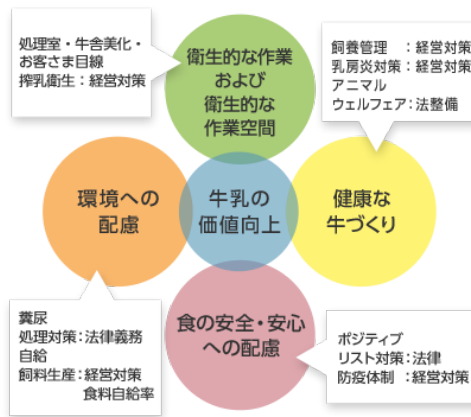 処理室・牛舎美化・
お客さま目線
搾乳衛生：経営対策
衛生的な作業
および
衛生的な
作業空間
飼養管理　：経営対策
乳房炎対策：経営対策
アニマル
ウェルフェア：法整備
環境への
配慮
牛乳の
価値向上
健康な
牛づくり
糞尿
処理対策：法律義務
自給
飼料生産：経営対策
食料自給率
食の安全・安心
への配慮
ポジティブ
リスト対策：法律
防疫体制　：経営対策